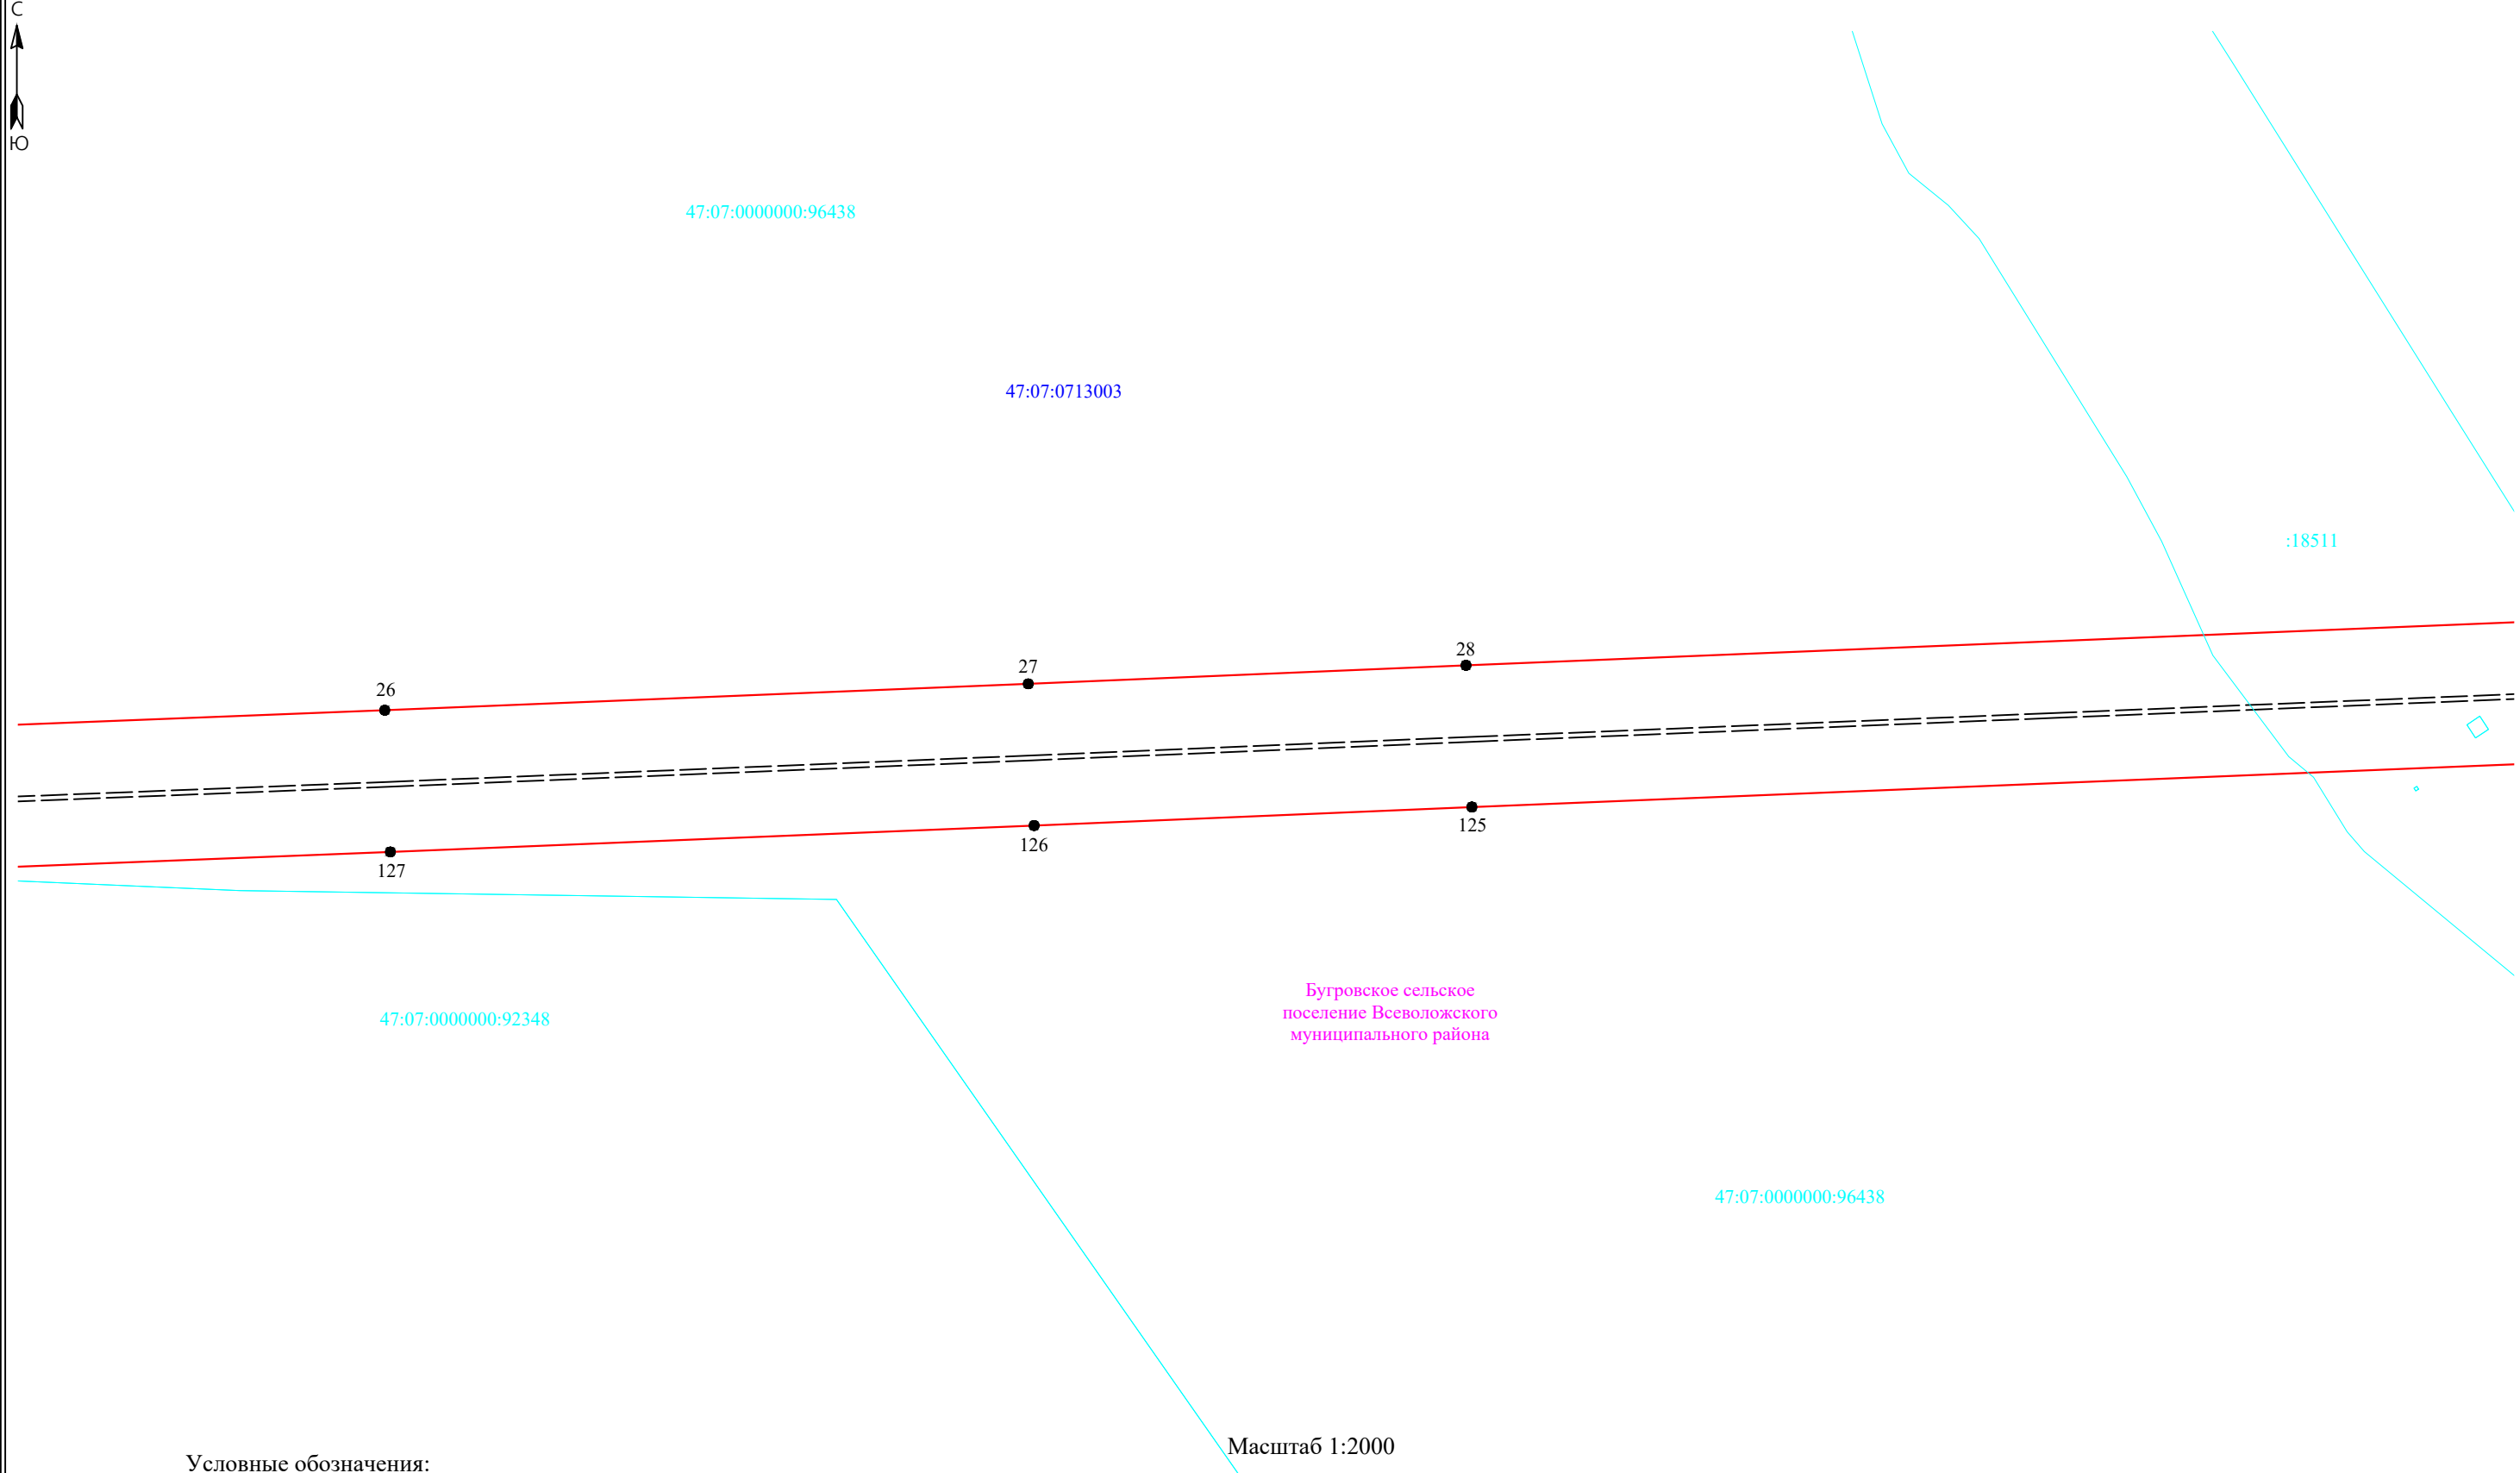 С
Ю
47:07:0000000:96438
47:07:0713003
:18511
28
27
26
125
126
127
Бугровское сельское
поселение Всеволожского
муниципального района
47:07:0000000:92348
47:07:0000000:96438
Масштаб 1:2000
Условные обозначения: